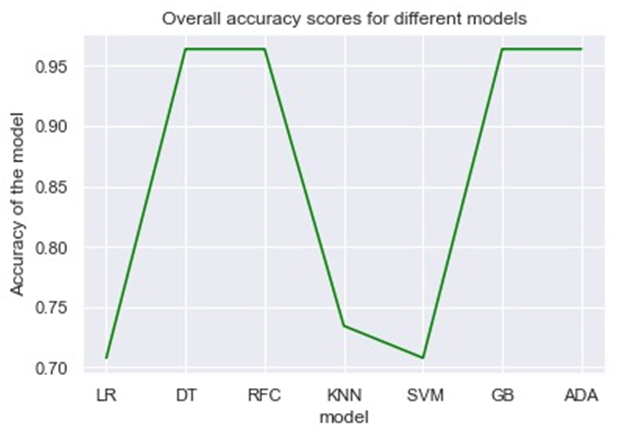 Overall accuracy scores for different models
Accuracy of the model
0.95
0.90
0.85
0.80
0.75
0.70
LR DT RFC KNN SVM GB ADA
model